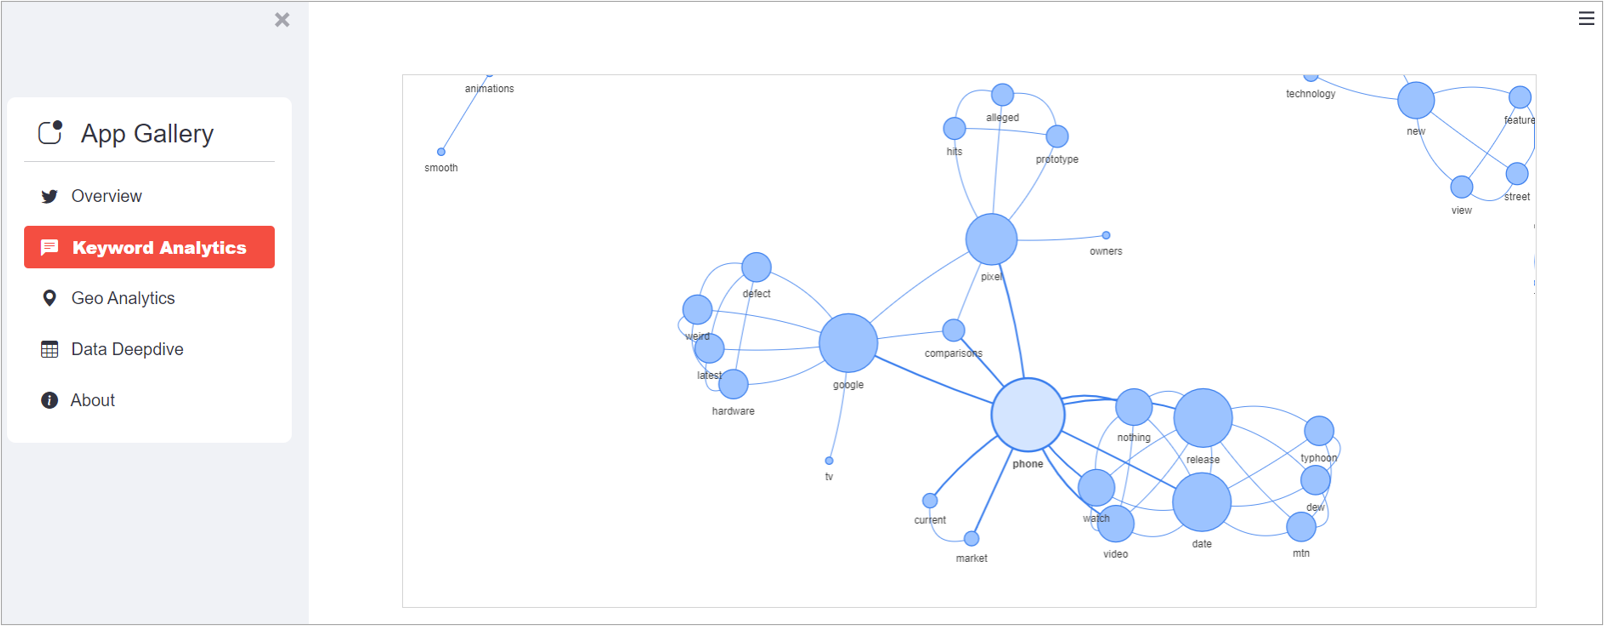 App Gallery
Overview
Keyword Analytics
Geo Analytics
Data Deepdive
About
animations
smooth
alleged
hits
prototype
technology
new
feature
street
view
pixel
owners
defect
weird
latest
hardware
google
comparisons
tv
phone
nothing
release
typhoon
dew
mtn
watch
video
date
current
market